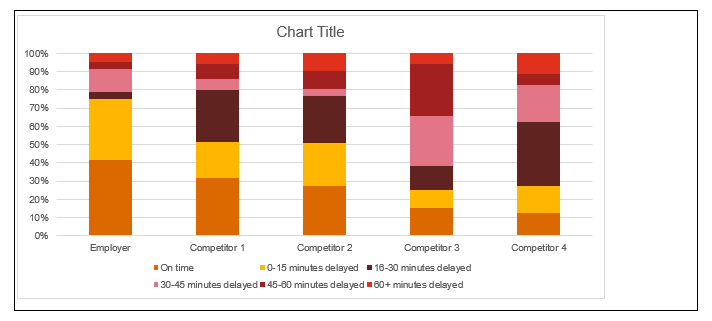 Chart Title
100%
90%
80%
70%
60%
50%
40%
30%
20%
10%
0%
Employer Competitor 1 Competitor 2 Competitor 3 Competitor 4
On time 0-15 minutes delayed 16-30 minutes delayed
30-45 minutes delayed 45-60 minutes delayed 60+ minutes delayed